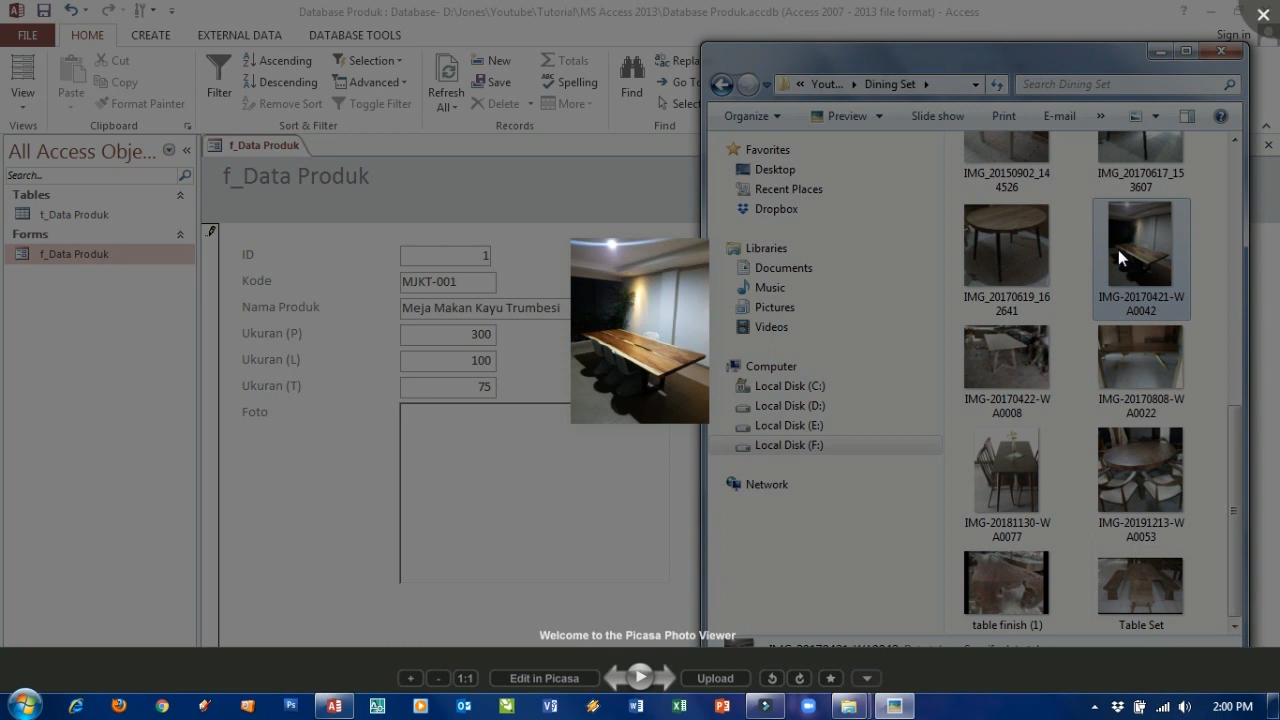 Database Produk : Database- D:\Jones\Youtube\Tutorial\MS Access 2013\Database Produk.accdb (Access 2007 - 2013 file format) - Access
Sign in
FILE HOME CREATE EXTERNAL DATA DATABASE TOOLS
View
Views
Paste
Cut
Copy
Format Painter
Clipboard
Filter
Ascending
Descending
Remove Sort
Selection
Advanced
Toggle Filter
Sort & Filter
Refresh
All
New
Save
Delete
Totals
Spelling
More
Records
Find
Repla
Go To
Select
Find
All Access Obje...
Search...
Tables
t_Data Produk
Forms
f_Data Produk
f_Data Produk
f_Data Produk
ID 1
Kode MJKT-001
Nama Produk Meja Makan Kayu Trumbesi
Ukuran (P) 300
Ukuran (L) 100
Ukuran (T) 75
Foto
« Yout... Dining Set
Search Dining Set
Organize Preview Slide show Print E-mail »
Favorites
Desktop
Recent Places
Dropbox
Libraries
Documents
Music
Pictures
Videos
Computer
Local Disk (C:)
Local Disk (D:)
Local Disk (E:)
Local Disk (F:)
Network
IMG_20150902_14
4526
IMG_20170617_15
3607
IMG_20170619_16
2641
IMG-20170421-W
A0042
IMG-20170422-W
A0008
IMG-20170808-W
A0022
IMG-20181130-W
A0077
IMG-20191213-W
A0053
table finish (1)
Table Set
Welcome to the Picasa Photo Viewer
+ - 1:1 Edit in Picasa Upload
2:00 PM